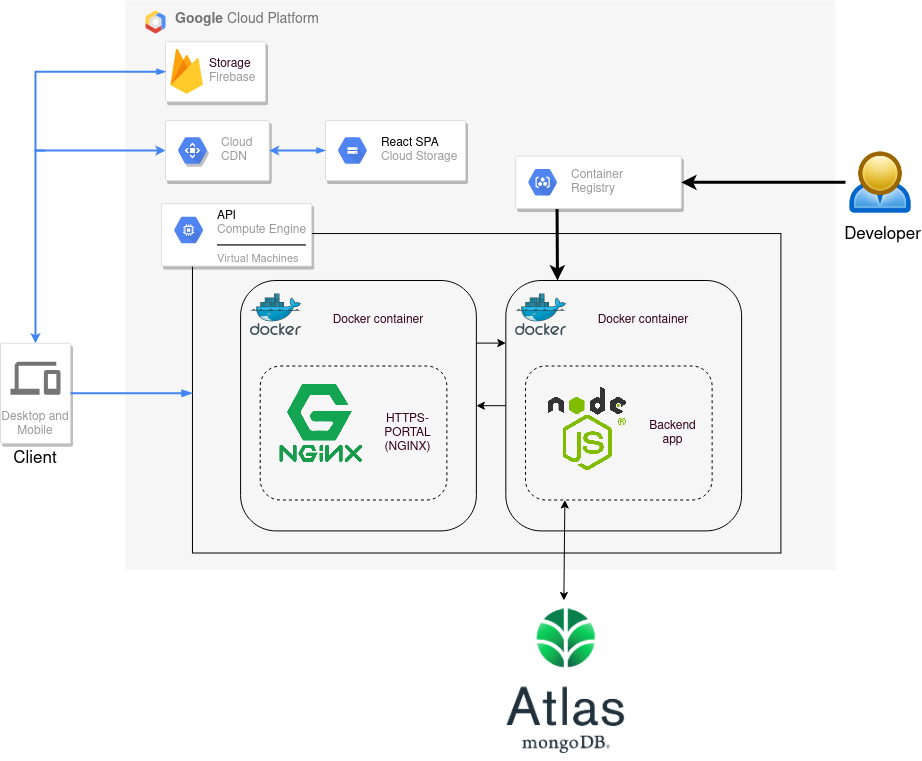 Google Cloud Platform
Storage
Firebase
Cloud
CDN
React SPA
Cloud Storage
Container
Registry
Developer
API
Compute Engine
Virtual Machines
docker
Docker container
docker
Docker container
Desktop and
Mobile
Client
NGiNX
HTTPS-
PORTAL
(NGINX)
node
JS
®
Backend
app
Atlas
mongoDB.